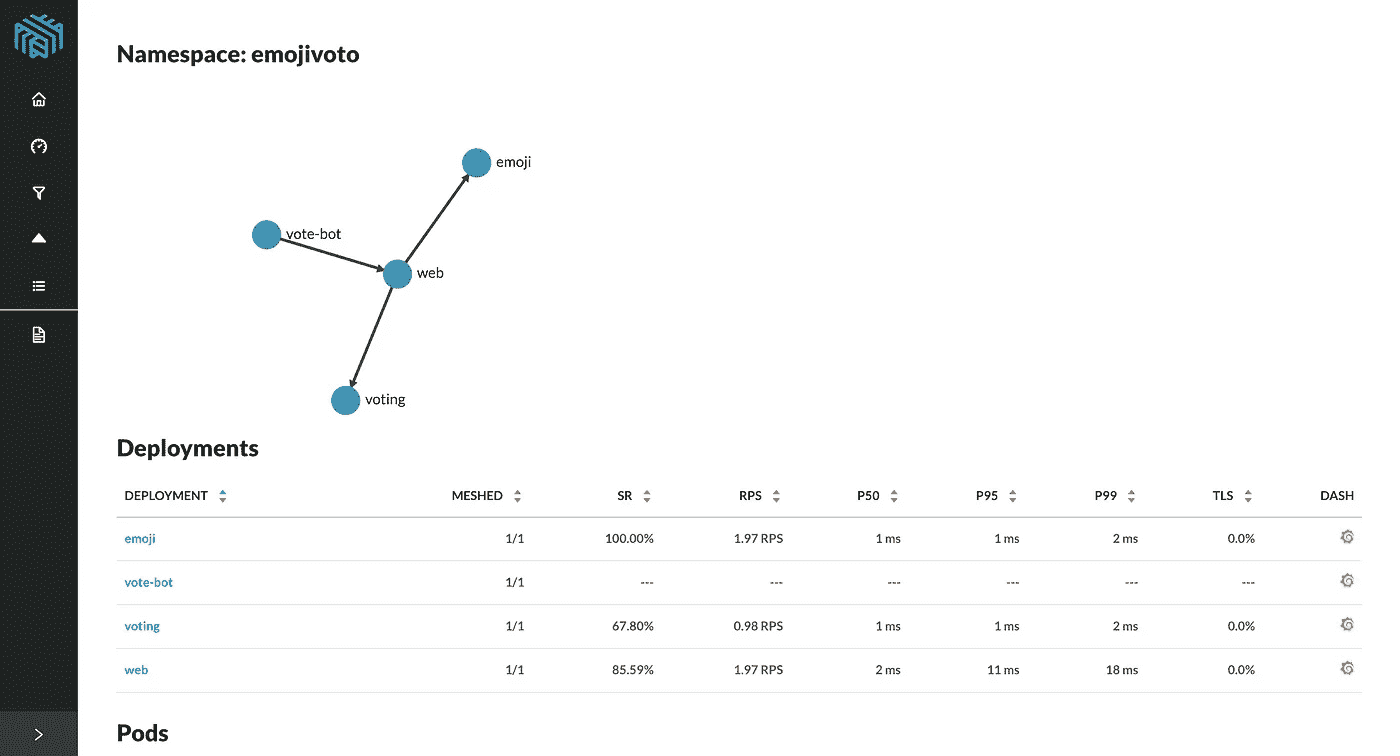 Namespace: emojivoto
emoji
vote-bot
web
voting
Deployments
DEPLOYMENT MESHED SR RPS P50 P95 P99 TLS DASH
emoji 1/1 100.00% 1.97 RPS 1 ms 1 ms 2 ms 0.0%
vote-bot 1/1 --- --- --- --- --- ---
voting 1/1 67.80% 0.98 RPS 1 ms 1 ms 2 ms 0.0%
web 1/1 85.59% 1.97 RPS 2 ms 11 ms 18 ms 0.0%
Pods